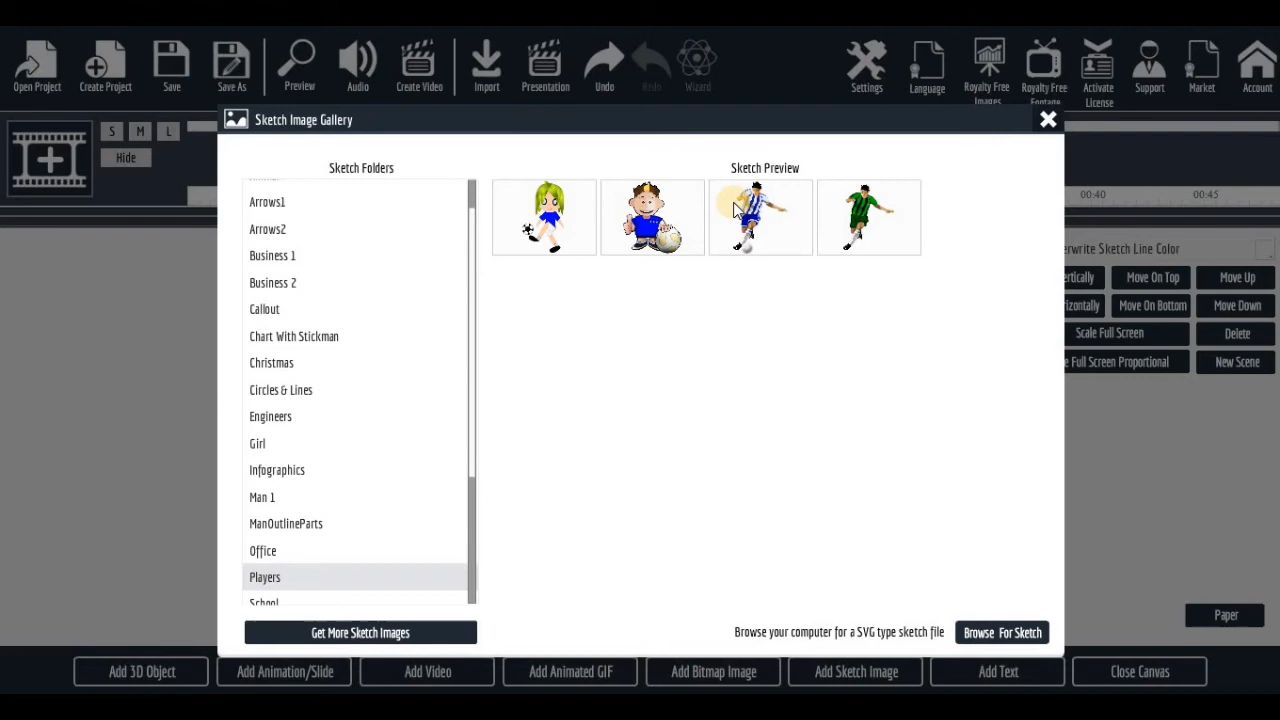 Open Project
Create Project
Save
Save As
Preview
Audio
Create Video
Import
Presentation
Undo
Redo
Wizard
Settings
Language
Royalty Free
Images
Royalty Free
Footage
Activate
License
Support
Market
Account
S M L
Hide
Sketch Image Gallery
00:40
00:45
Sketch Folders
Sketch Preview
Arrows1
Arrows2
Business 1
Business 2
Callout
Chart With Stickman
Christmas
Circles & Lines
Engineers
Girl
Infographics
Man 1
ManOutlineParts
Office
Players
School
Get More Sketch Images
Browse your computer for a SVG type sketch file
Browse For Sketch
Sketch Line Color
Move On Top
Move Up
Move On Bottom
Move Down
Scale Full Screen
Delete
Full Screen Proportional
New Scene
Paper
Add 3D Object
Add Animation/Slide
Add Video
Add Animated GIF
Add Bitmap Image
Add Sketch Image
Add Text
Close Canvas